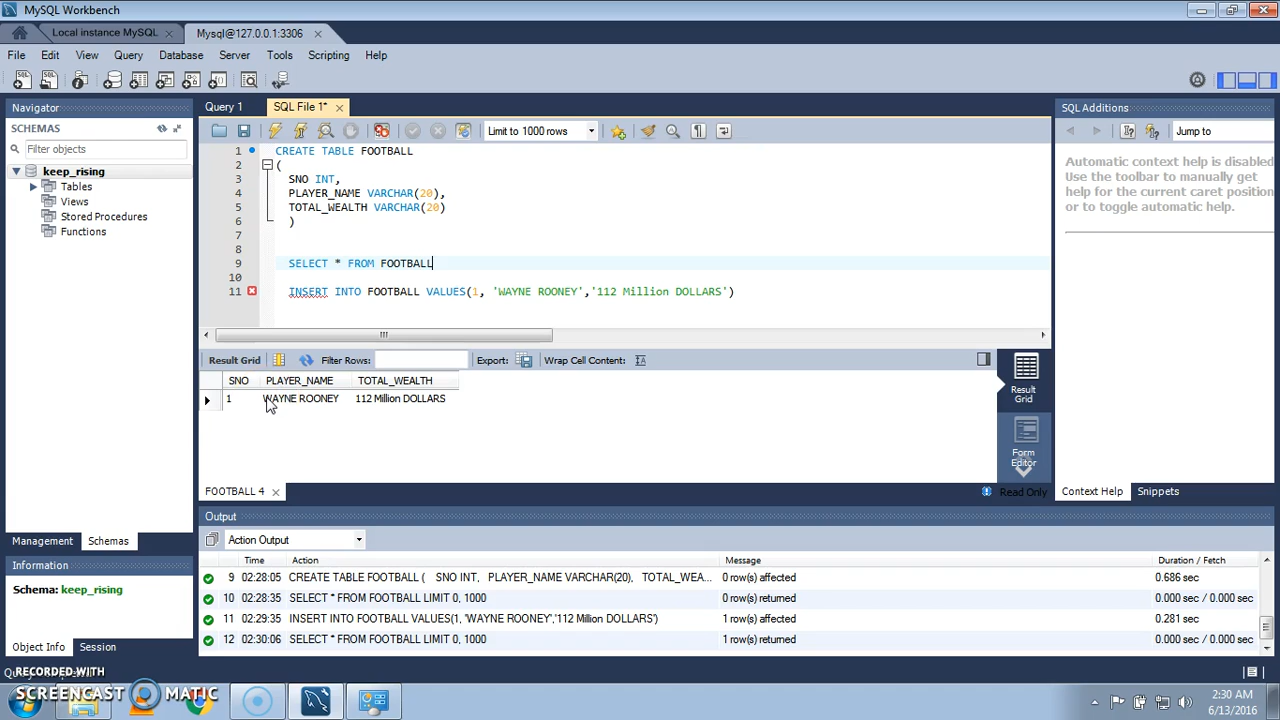 MySQL Workbench
Local instance MySQL
Mysql@127.0.0.1:3306
File Edit View Query Database Server Tools Scripting Help
Navigator
SCHEMAS
Filter objects
keep_rising
Tables
Views
Stored Procedures
Functions
Management Schemas
Information
Schema: keep_rising
Object Info Session
Query 1 SQL File 1*
Limit to 1000 rows
1 CREATE TABLE FOOTBALL
2 (
3 SNO INT,
4 PLAYER_NAME VARCHAR(20),
5 TOTAL_WEALTH VARCHAR(20)
6 )
7
8
9 SELECT * FROM FOOTBALL
10
11 INSERT INTO FOOTBALL VALUES(1, 'WAYNE ROONEY','112 Million DOLLARS')
Result Grid Filter Rows: Export: Wrap Cell Content:
SNO PLAYER_NAME TOTAL_WEALTH
1 WAYNE ROONEY 112 Million DOLLARS
Result
Grid
Form
Editor
FOOTBALL 4
Read Only
SQL Additions
Jump to
Automatic context help is disabled
Use the toolbar to manually get
help for the current caret position
or to toggle automatic help.
Context Help Snippets
Output
Action Output
Time Action Message Duration / Fetch
9 02:28:05 CREATE TABLE FOOTBALL ( SNO INT, PLAYER_NAME VARCHAR(20), TOTAL_WEA... 0 row(s) affected 0.686 sec
10 02:28:35 SELECT * FROM FOOTBALL LIMIT 0, 1000 0 row(s) returned 0.000 sec / 0.000 sec
11 02:29:35 INSERT INTO FOOTBALL VALUES(1, 'WAYNE ROONEY','112 Million DOLLARS') 1 row(s) affected 0.281 sec
12 02:30:06 SELECT * FROM FOOTBALL LIMIT 0, 1000 1 row(s) returned 0.000 sec / 0.000 sec
RECORDED WITH
SCREENCAST MATIC
2:30 AM
6/13/2016